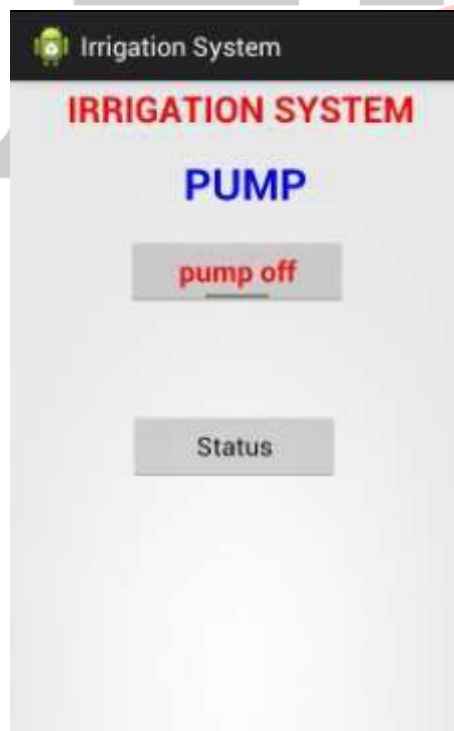 Irrigation System
IRRIGATION SYSTEM
PUMP
pump off
Status